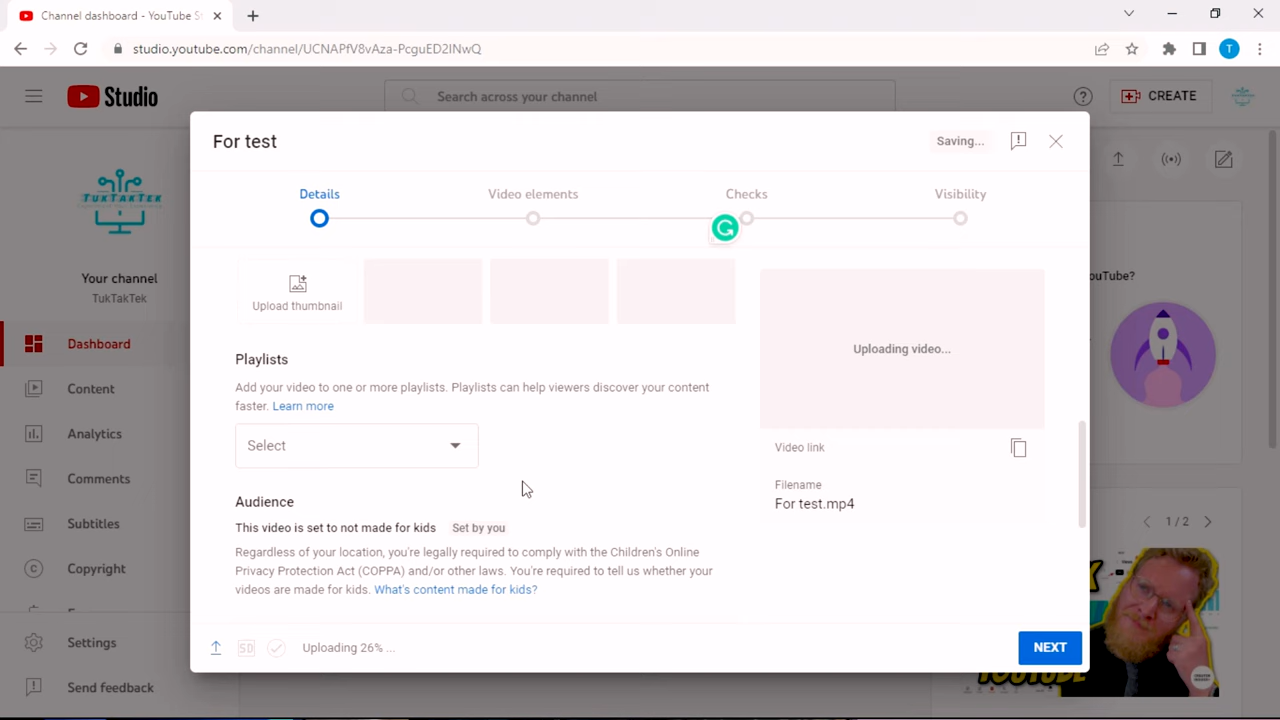 Channel dashboard - YouTube S
studio.youtube.com/channel/UCNAPfV8vAza-PcguED2INwQ
T
Studio
Search across your channel
CREATE
For test
Saving...
Details
Video elements
Checks
Visibility
TUKTAKTEK
Your channel
TukTakTek
Dashboard
Content
Analytics
Comments
Subtitles
Copyright
Settings
Send feedback
Upload thumbnail
Playlists
Add your video to one or more playlists. Playlists can help viewers discover your content
faster. Learn more
Select
Audience
This video is set to not made for kids Set by you
Regardless of your location, you're legally required to comply with the Children's Online
Privacy Protection Act (COPPA) and/or other laws. You're required to tell us whether your
videos are made for kids. What's content made for kids?
Uploading video...
Video link
Filename
For test.mp4
SD
Uploading 26% ...
NEXT
ouTube?
1 / 2